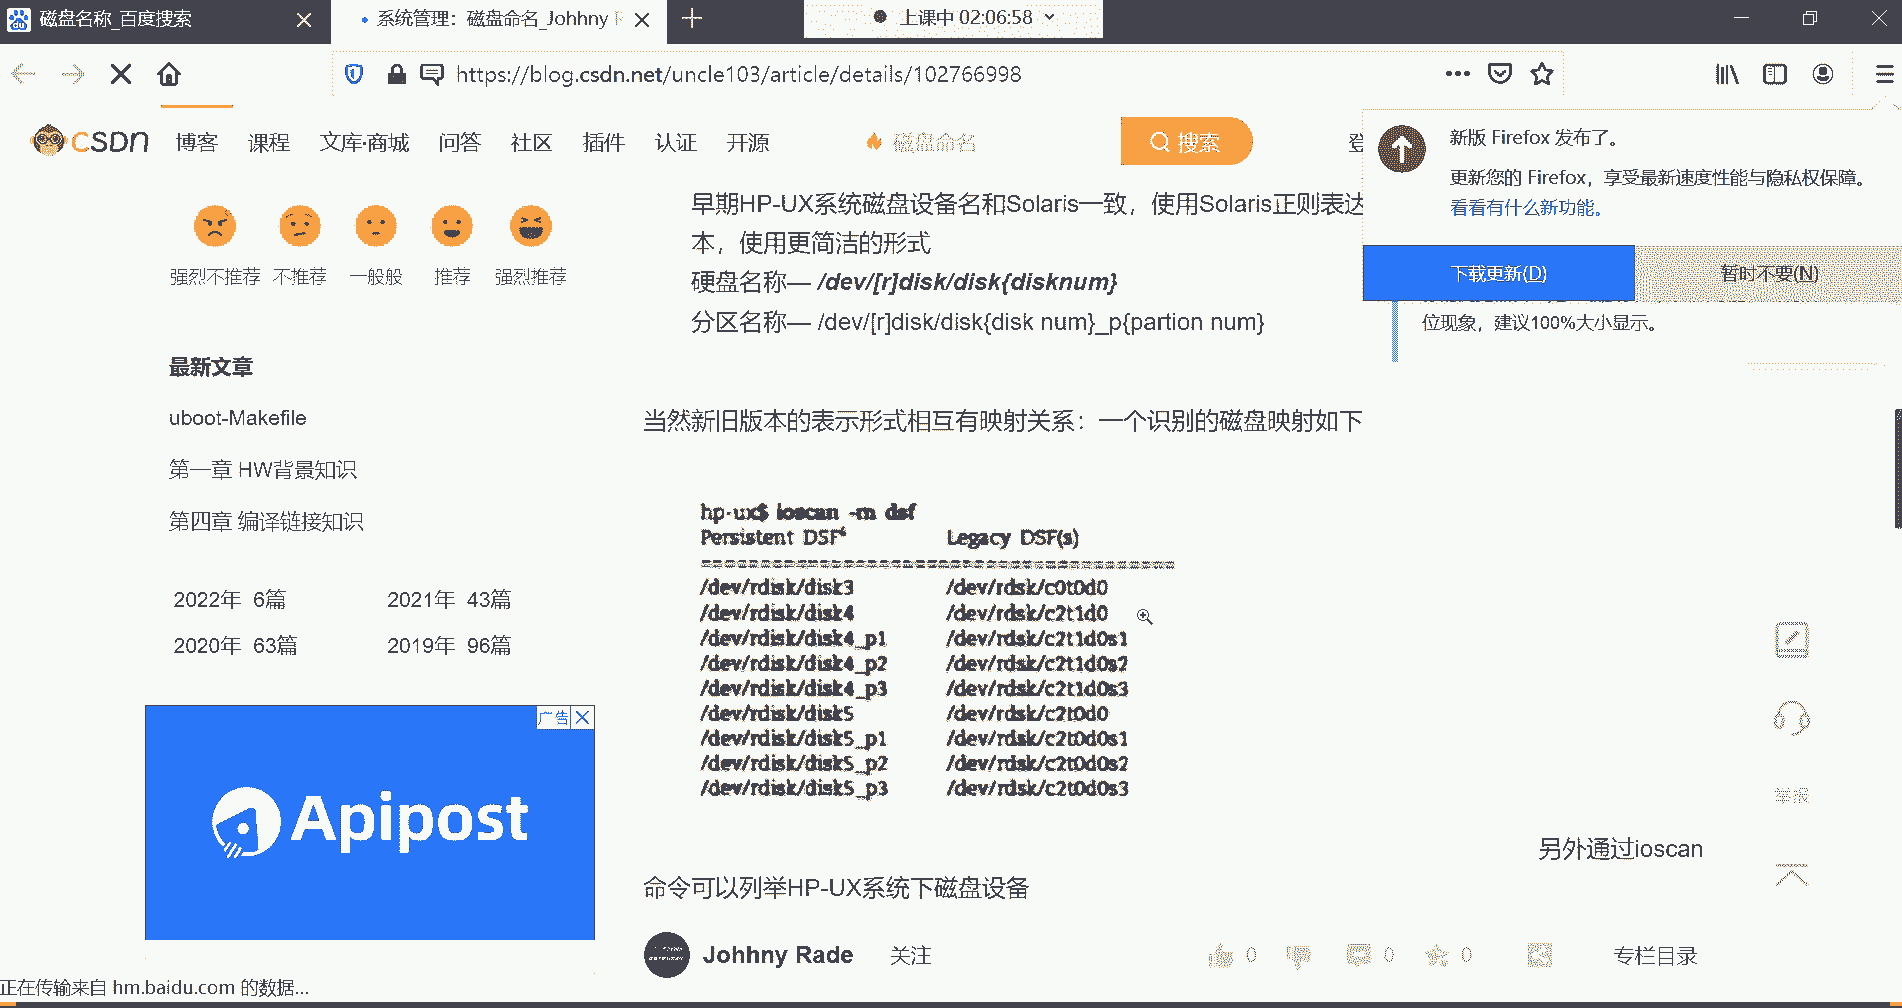 磁盘名称_百度搜索
系统管理：磁盘命名_Johhny
上课中 02:06:58
https://blog.csdn.net/uncle103/article/details/102766998
CSDN 博客 课程 文库·商城 问答 社区 插件 认证 开源 磁盘命名 搜索
新版 Firefox 发布了。
更新您的 Firefox，享受最新速度性能与隐私权保障。
看看有什么新功能。
下载更新(D) 暂时不要(N)
位现象，建议100%大小显示。
强烈不推荐 不推荐 一般般 推荐 强烈推荐
最新文章
uboot-Makefile
第一章 HW背景知识
第四章 编译链接知识
2022年 6篇 2021年 43篇
2020年 63篇 2019年 96篇
广告
Apipost
早期HP-UX系统磁盘设备名和Solaris一致，使用Solaris正则表达
本，使用更简洁的形式
硬盘名称— /dev/[r]disk/disk{disknum}
分区名称— /dev/[r]disk/disk{disk num}_p{partion num}
当然新旧版本的表示形式相互有映射关系：一个识别的磁盘映射如下
hp-ux$ ioscan -m dsf
Persistent DSF Legacy DSF(s)
/dev/rdisk/disk3 /dev/rdsk/c0t0d0
/dev/rdisk/disk4 /dev/rdsk/c2t1d0
/dev/rdisk/disk4_p1 /dev/rdsk/c2t1d0s1
/dev/rdisk/disk4_p2 /dev/rdsk/c2t1d0s2
/dev/rdisk/disk4_p3 /dev/rdsk/c2t1d0s3
/dev/rdisk/disk5 /dev/rdsk/c2t0d0
/dev/rdisk/disk5_p1 /dev/rdsk/c2t0d0s1
/dev/rdisk/disk5_p2 /dev/rdsk/c2t0d0s2
/dev/rdisk/disk5_p3 /dev/rdsk/c2t0d0s3
另外通过ioscan
命令可以列举HP-UX系统下磁盘设备
Johhny Rade 关注 0 0 0 专栏目录
举报
正在传输来自 hm.baidu.com 的数据...